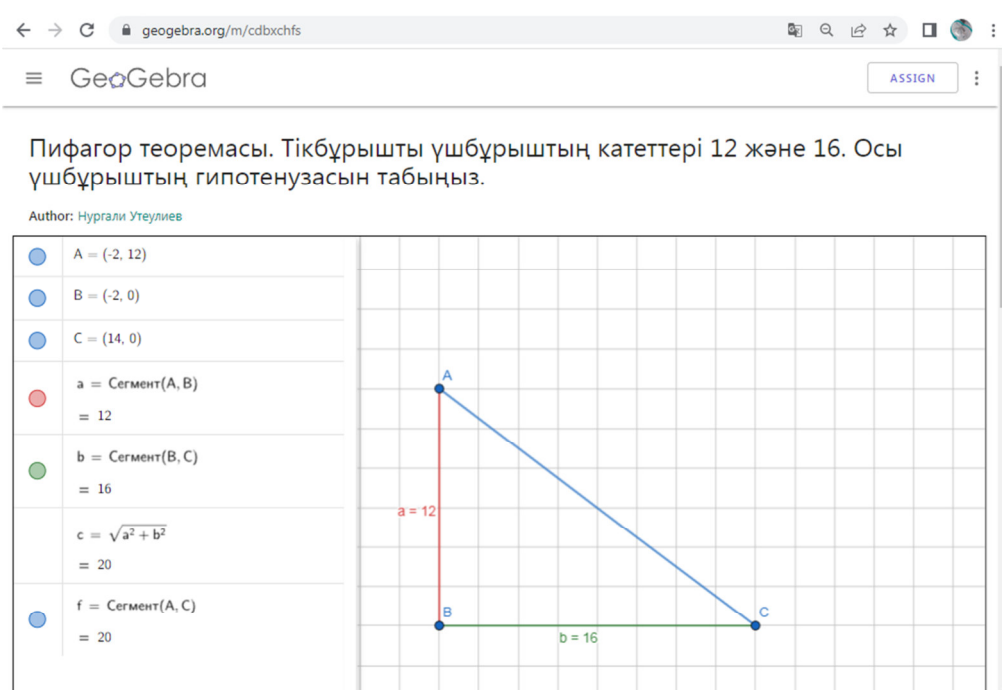 geogebra.org/m/cdbxchfs
GeoGebra
ASSIGN
Пифагор теоремасы. Тікбұрышты үшбұрыштың катеттері 12 және 16. Осы
үшбұрыштың гипотенузасын табыңыз.
Author: Нургали Утеулиев
A = (-2, 12)
B = (-2, 0)
C = (14, 0)
a = Сегмент(A, B)
= 12
b = Сегмент(B, C)
= 16
c = √a² + b²
= 20
f = Сегмент(A, C)
= 20
A
a = 12
B
C
b = 16